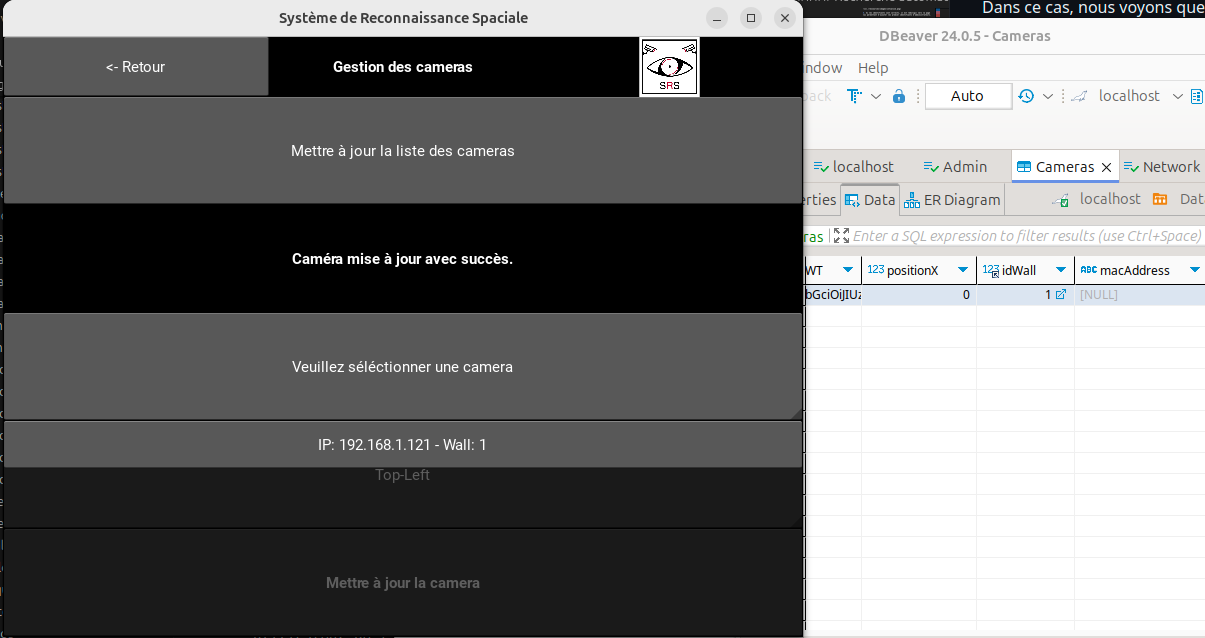 Système de Reconnaissance Spaciale
<- Retour
Gestion des cameras
SRS
Mettre à jour la liste des cameras
Caméra mise à jour avec succès.
Veuillez séléctionner une camera
IP: 192.168.1.121 - Wall: 1
Top-Left
Mettre à jour la camera
Dans ce cas, nous voyons que
DBeaver 24.0.5 - Cameras
ndow Help
back Auto localhost
localhost Admin Cameras Network
erties Data ER Diagram localhost Dat
ras Enter a SQL expression to filter results (use Ctrl+Space)
WT 123 positionX 123 idWall ABC macAddress
bGciOiJIUz 0 1 [NULL]